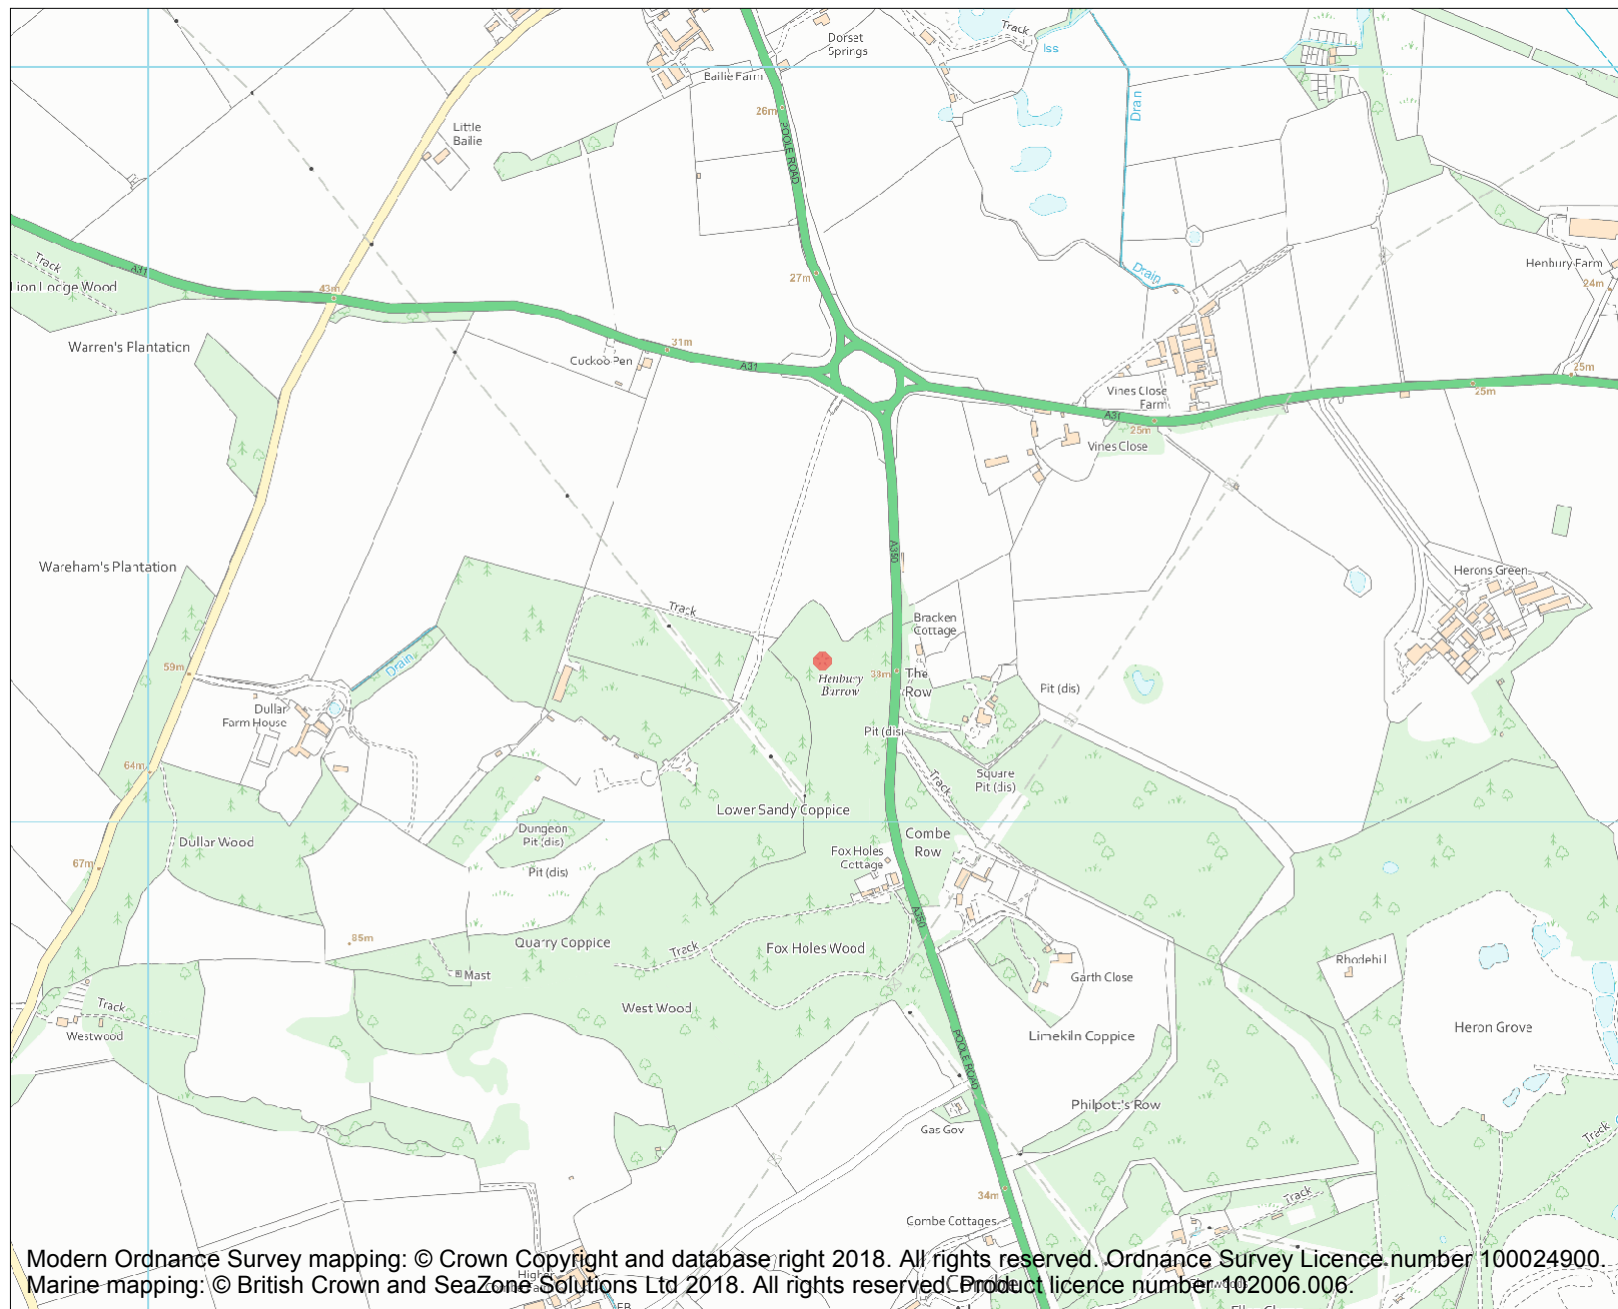 Dorset
Springs
Track
Iss
Bailie Farm
26m
POOLE ROAD
Drain
Little
Bailie
Track
Lion Lodge Wood
A31
43m
27m
Drain
Henbury Farm
24m
Warren's Plantation
31m
Cuckoo Pen
A31
25m
25m
Vines Close
Farm
A31
25m
Vines Close
Wareham's Plantation
A350
Herons Green
Track
Bracken
Cottage
Drain
59m
Henbury
Barrow
38m
The
Row
Pit (dis)
Dullar
Farm House
Pit (dis)
64m
Track
Square
Pit (dis)
Lower Sandy Coppice
Dungeon
Pit (dis)
Combe
Row
Dullar Wood
Fox Holes
Cottage
67m
Pit (dis)
A350
85m
Quarry Coppice
Track
Fox Holes Wood
Rhodehill
Mast
Garth Close
Track
West Wood
Westwood
Limekiln Coppice
Heron Grove
POOLE ROAD
Philpott's Row
Gas Gov
Track
34m
Track
Combe Cottages
Modern Ordnance Survey mapping: © Crown Copyright and database right 2018. All rights reserved. Ordnance Survey Licence number 100024900.
Marine mapping: © British Crown and SeaZone Solutions Ltd 2018. All rights reserved. Product licence number 102006.006.
Higher
FB